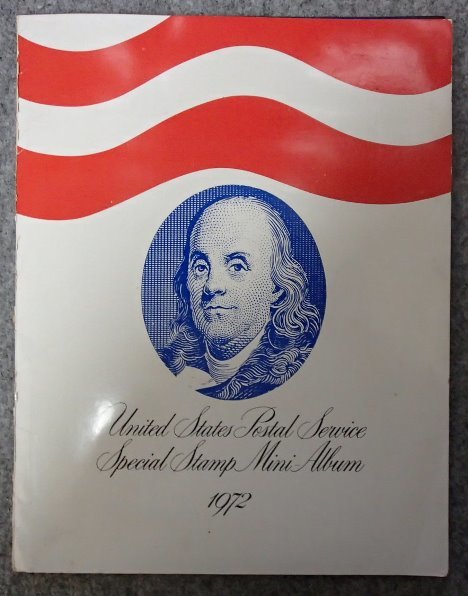 United States Postal Service
Special Stamp Mini Album
1972